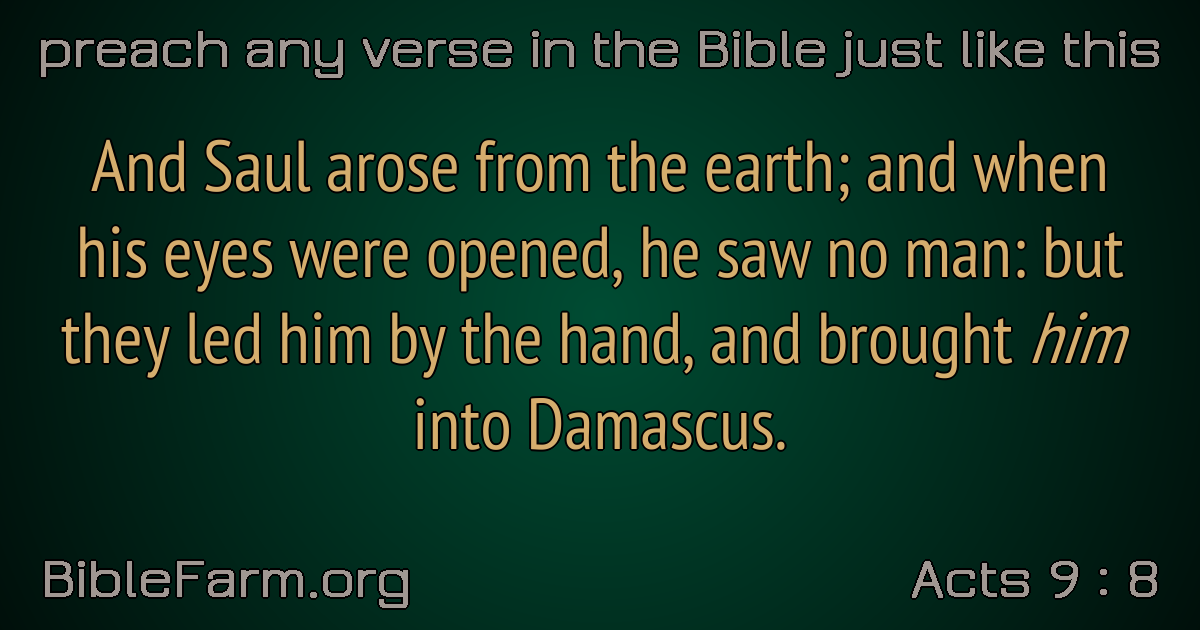 preach any verse in the Bible just like this
And Saul arose from the earth; and when
his eyes were opened, he saw no man: but
they led him by the hand, and brought him
into Damascus.
BibleFarm.org
Acts 9 : 8